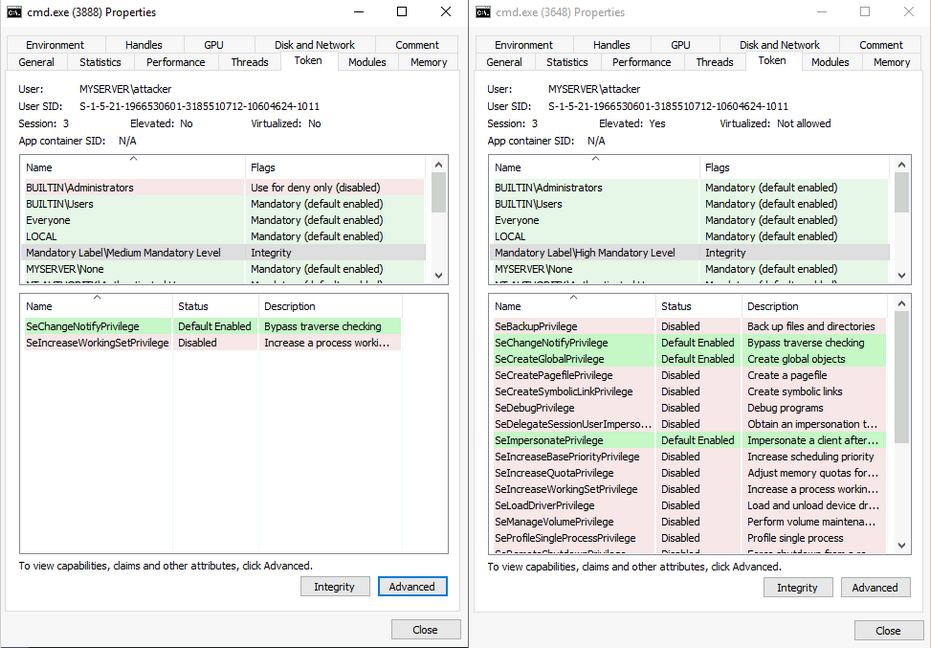 cmd.exe (3888) Properties
Environment Handles GPU Disk and Network Comment
General Statistics Performance Threads Token Modules Memory
User: MYSERVER\attacker
User SID: S-1-5-21-1966530601-3185510712-10604624-1011
Session: 3 Elevated: No Virtualized: No
App container SID: N/A
Name Flags
BUILTIN\Administrators Use for deny only (disabled)
BUILTIN\Users Mandatory (default enabled)
Everyone Mandatory (default enabled)
LOCAL Mandatory (default enabled)
Mandatory Label\Medium Mandatory Level Integrity
MYSERVER\None Mandatory (default enabled)
Name Status Description
SeChangeNotifyPrivilege Default Enabled Bypass traverse checking
SeIncreaseWorkingSetPrivilege Disabled Increase a process worki...
To view capabilities, claims and other attributes, click Advanced.
Integrity Advanced
Close
cmd.exe (3648) Properties
Environment Handles GPU Disk and Network Comment
General Statistics Performance Threads Token Modules Memory
User: MYSERVER\attacker
User SID: S-1-5-21-1966530601-3185510712-10604624-1011
Session: 3 Elevated: Yes Virtualized: Not allowed
App container SID: N/A
Name Flags
BUILTIN\Administrators Mandatory (default enabled)
BUILTIN\Users Mandatory (default enabled)
Everyone Mandatory (default enabled)
LOCAL Mandatory (default enabled)
Mandatory Label\High Mandatory Level Integrity
MYSERVER\None Mandatory (default enabled)
Name Status Description
SeBackupPrivilege Disabled Back up files and directories
SeChangeNotifyPrivilege Default Enabled Bypass traverse checking
SeCreateGlobalPrivilege Default Enabled Create global objects
SeCreatePagefilePrivilege Disabled Create a pagefile
SeCreateSymbolicLinkPrivilege Disabled Create symbolic links
SeDebugPrivilege Disabled Debug programs
SeDelegateSessionUserImperso... Disabled Obtain an impersonation t...
SeImpersonatePrivilege Default Enabled Impersonate a client after...
SeIncreaseBasePriorityPrivilege Disabled Increase scheduling priority
SeIncreaseQuotaPrivilege Disabled Adjust memory quotas for...
SeIncreaseWorkingSetPrivilege Disabled Increase a process workin...
SeLoadDriverPrivilege Disabled Load and unload device dr...
SeManageVolumePrivilege Disabled Perform volume maintena...
SeProfileSingleProcessPrivilege Disabled Profile single process
To view capabilities, claims and other attributes, click Advanced.
Integrity Advanced
Close